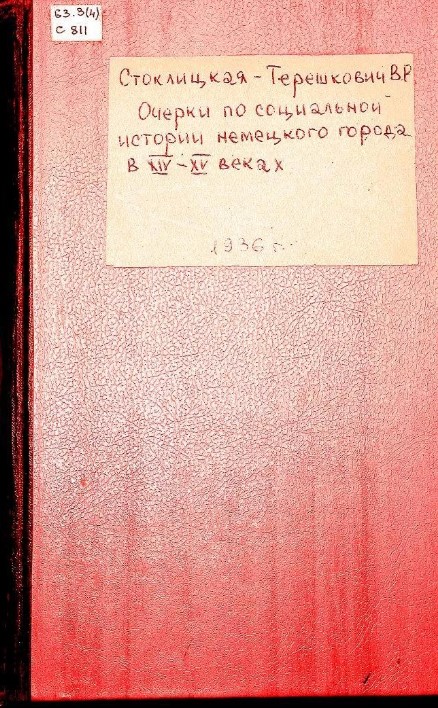 63.3(4)
С 811
Стоклицкая-Терешкович В.Р
Очерки по социальной
истории немецкого города
в XIV-XV веках
1936 г.